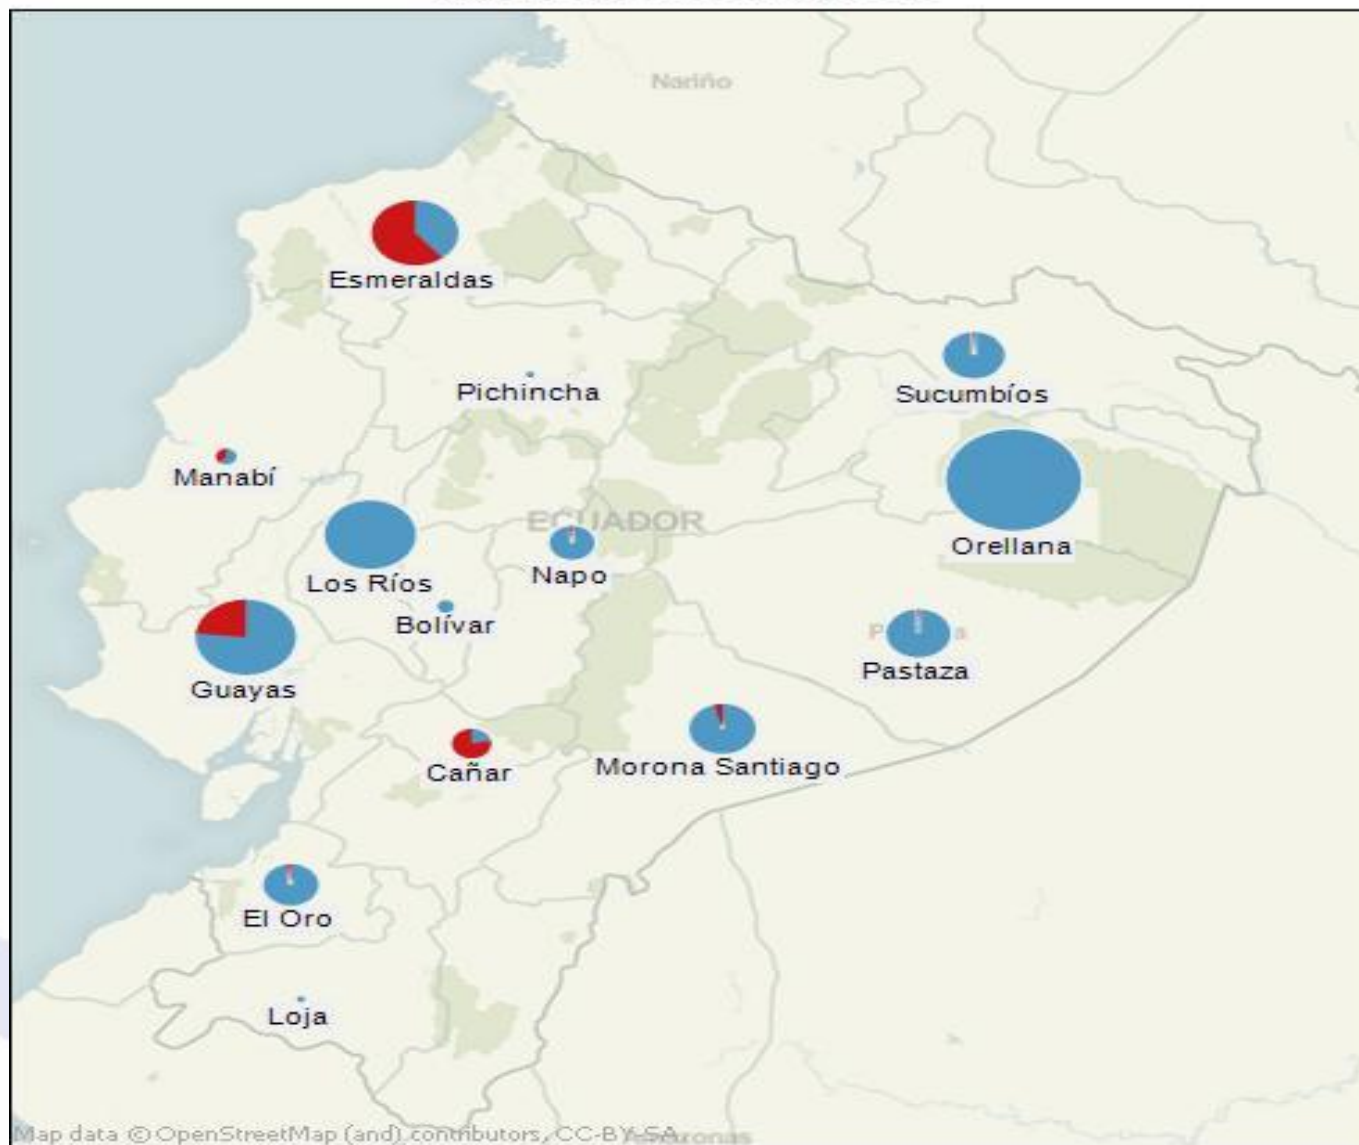 Nariño
Esmeraldas
Pichincha
Sucumbíos
Manabí
ECUADOR
Orellana
Los Ríos
Napo
Bolívar
Pastaza
Guayas
Cañar
Morona Santiago
El Oro
Loja
Map data © OpenStreetMap (and) contributors, CC-BY-SA